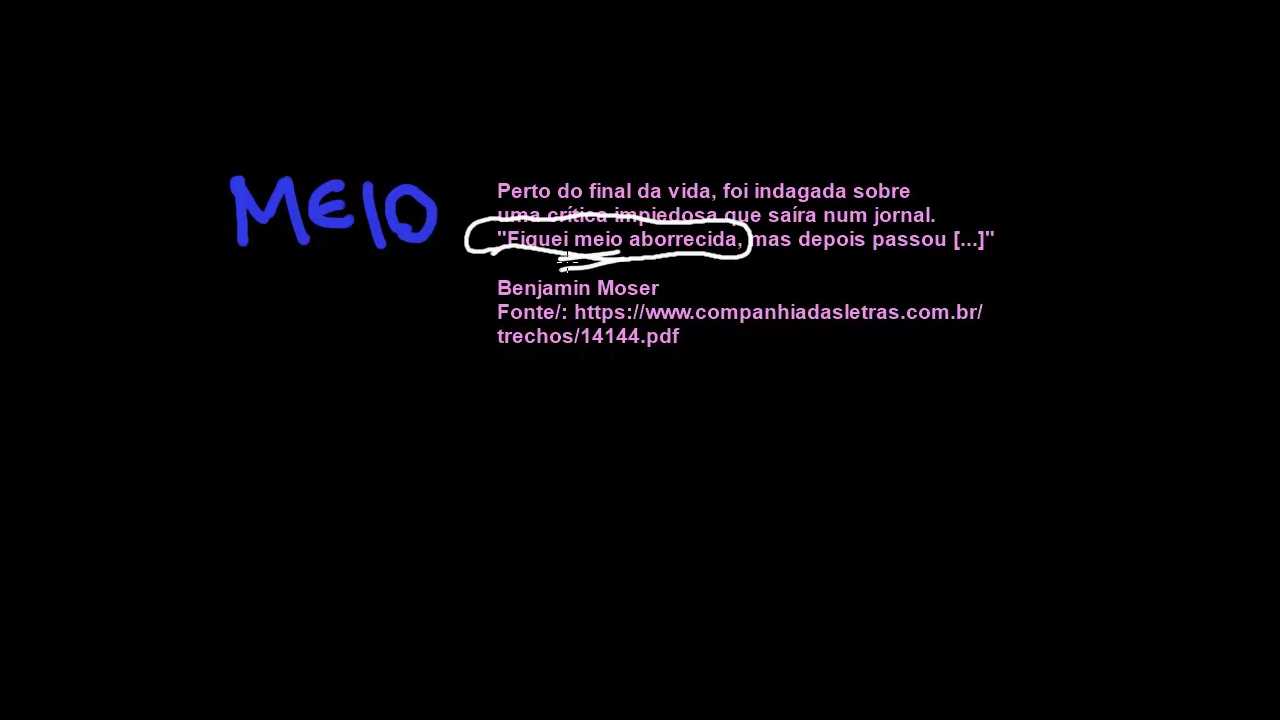 MEIO
Perto do final da vida, foi indagada sobre
uma crítica impiedosa que saíra num jornal.
"Fiquei meio aborrecida, mas depois passou [...]"
Benjamin Moser
Fonte/: https://www.companhiadasletras.com.br/
trechos/14144.pdf